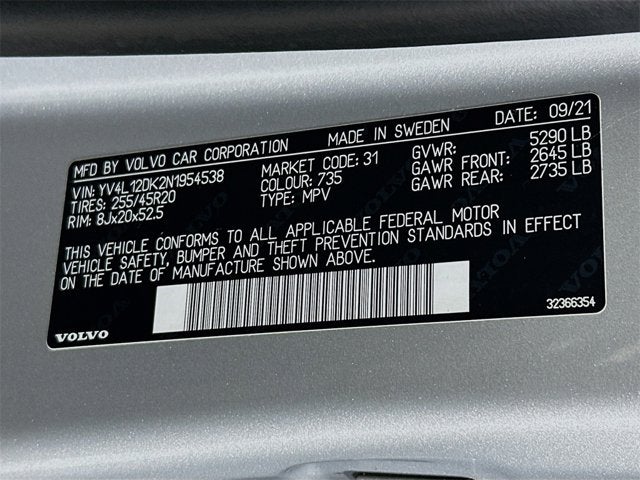 MFD BY VOLVO CAR CORPORATION MADE IN SWEDEN DATE: 09/21
VIN: YV4L12DK2N1954538 MARKET CODE: 31 GVWR: 5290 LB
TIRES: 255/45R20 COLOUR: 735 GAWR FRONT: 2645 LB
RIM: 8Jx20x52.5 TYPE: MPV GAWR REAR: 2735 LB
THIS VEHICLE CONFORMS TO ALL APPLICABLE FEDERAL MOTOR
VEHICLE SAFETY, BUMPER AND THEFT PREVENTION STANDARDS IN EFFECT
ON THE DATE OF MANUFACTURE SHOWN ABOVE.
VOLVO 32366354